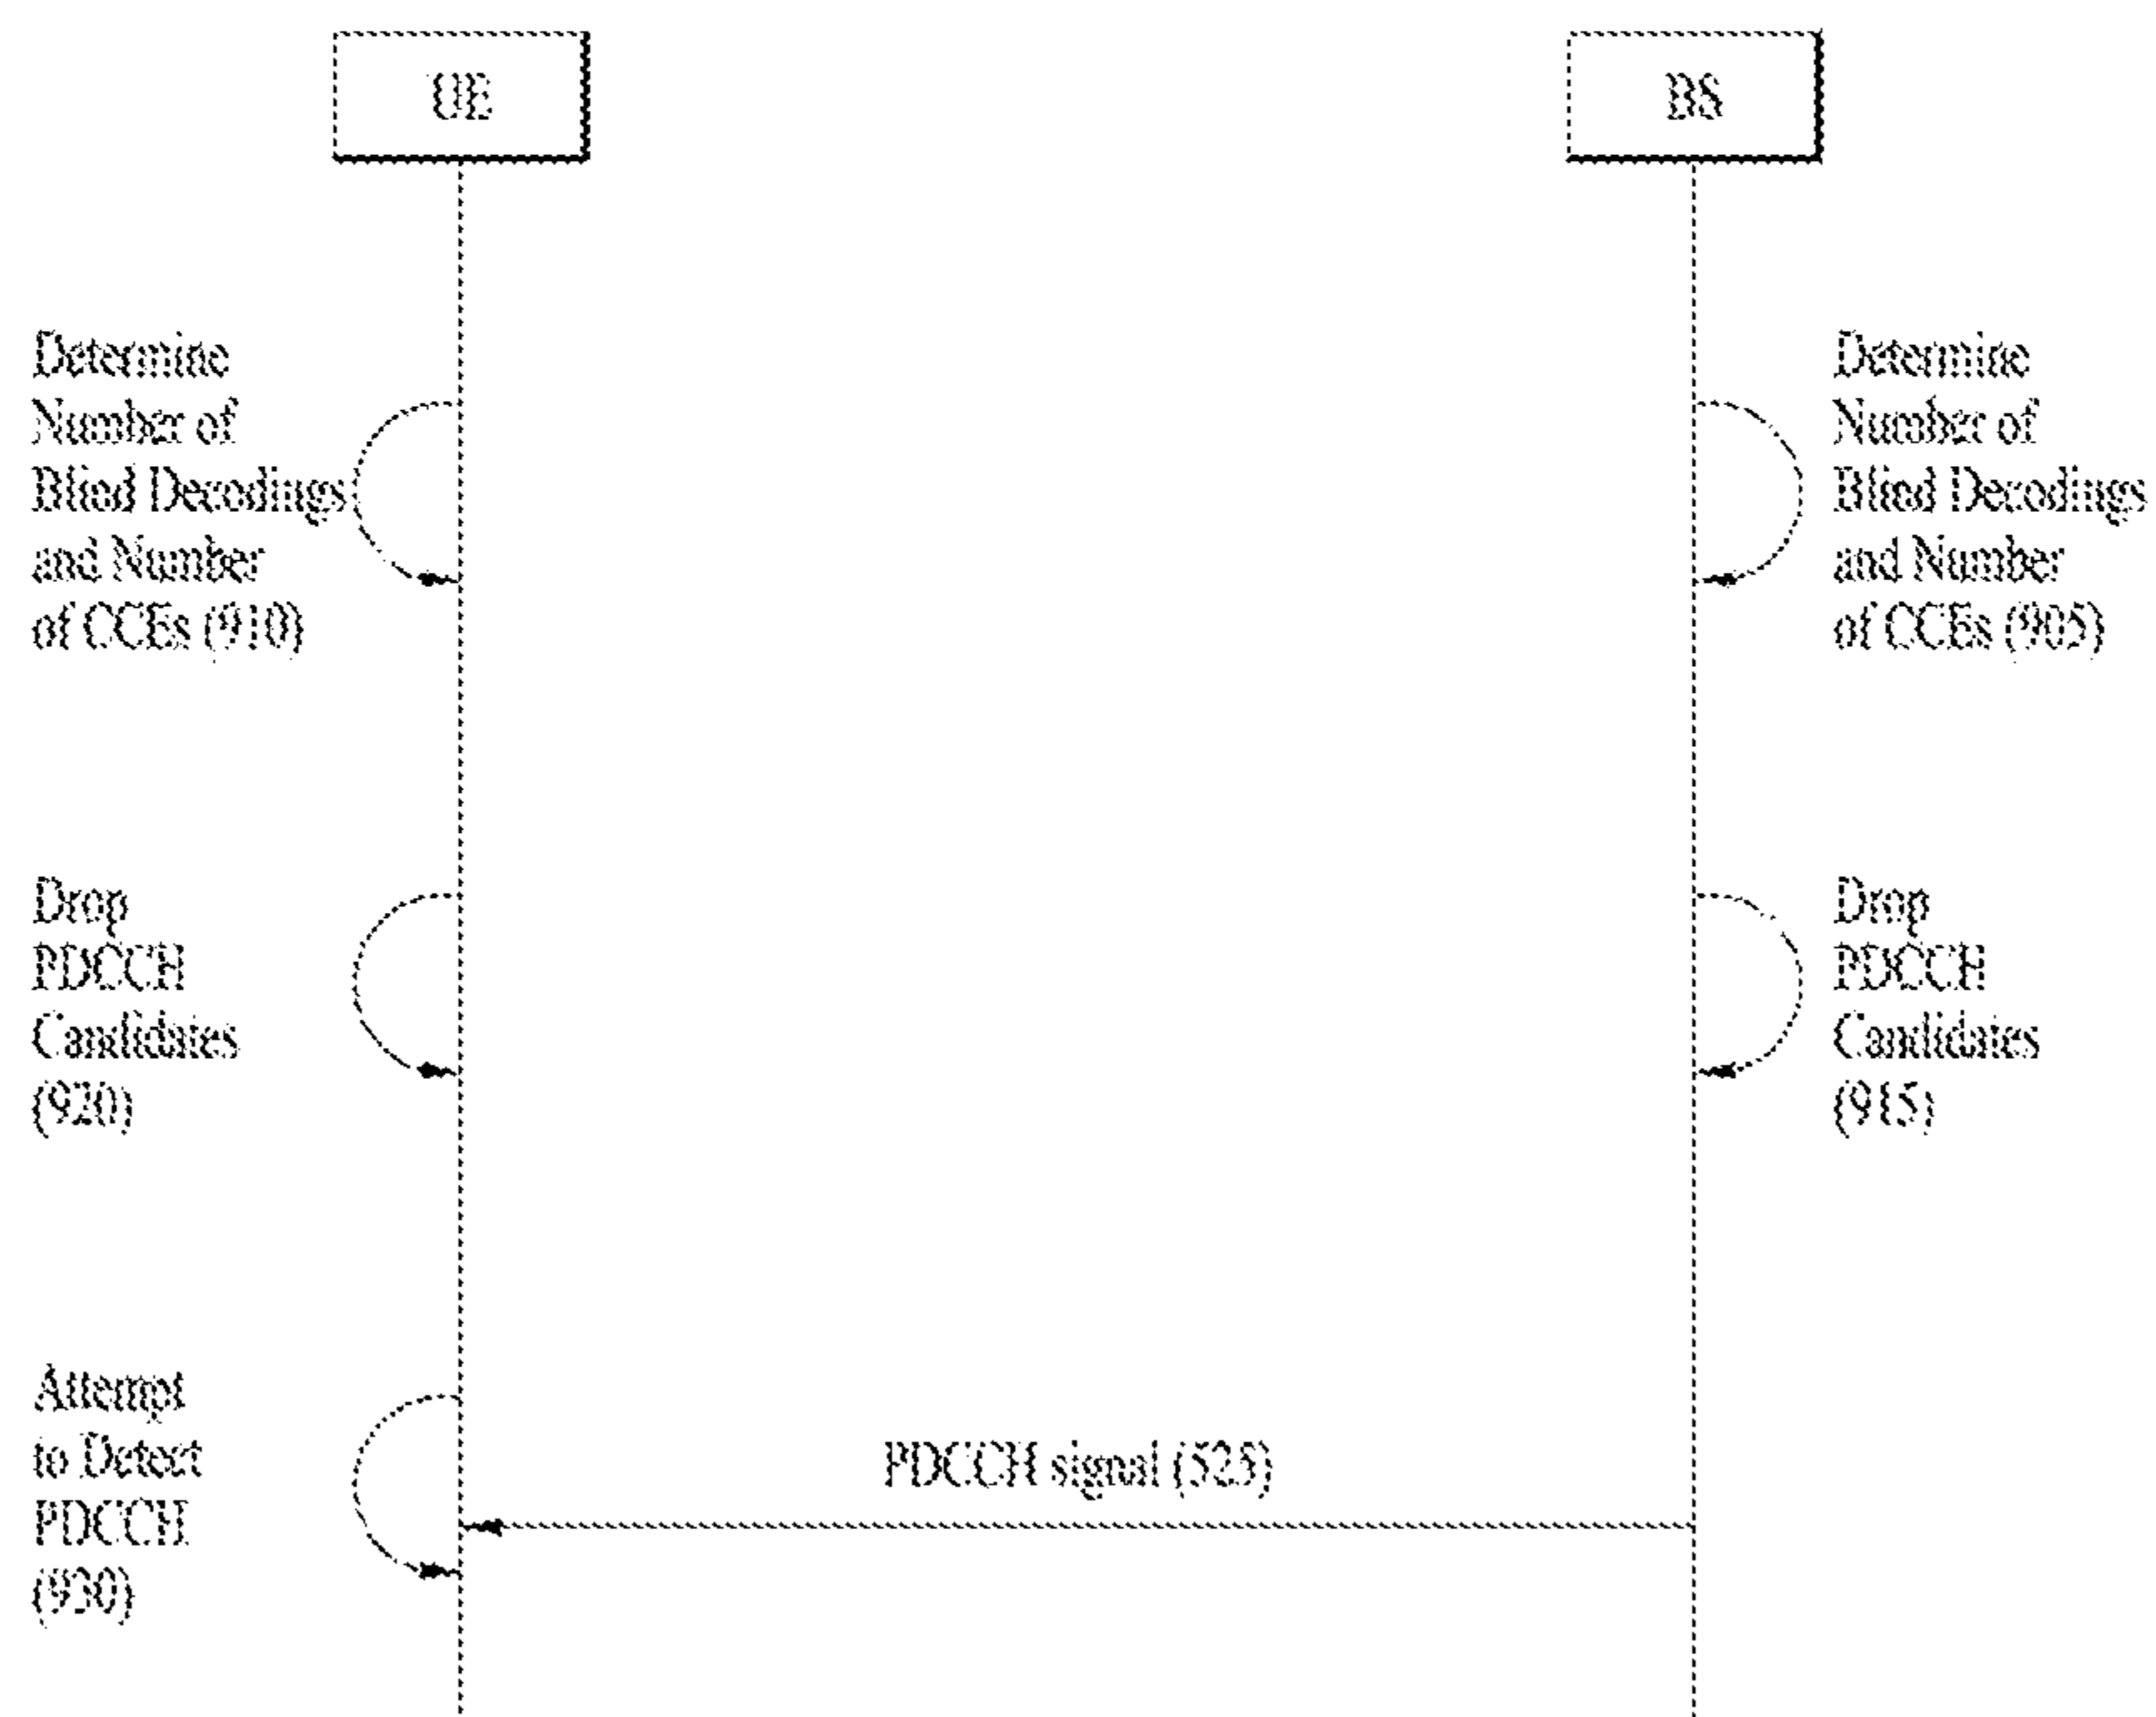 UE
BS
Determine
Number of
Blind Decodings
and Number
of CCEs (910)
Determine
Number of
Blind Decodings
and Number
of CCEs (905)
Drop
PDCCH
Candidates
(920)
Drop
PDCCH
Candidates
(915)
Attempt
to Detect
PDCCH
(930)
PDCCH signal (525)